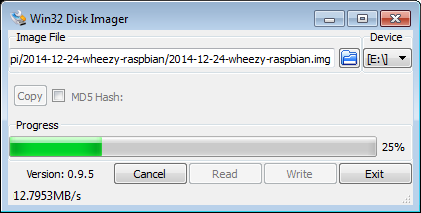 Win32 Disk Imager
Image File
Device
pi/2014-12-24-wheezy-raspbian/2014-12-24-wheezy-raspbian.img
[E:\]
Copy
MD5 Hash:
Progress
25%
Version: 0.9.5
Cancel
Read
Write
Exit
12.7953MB/s